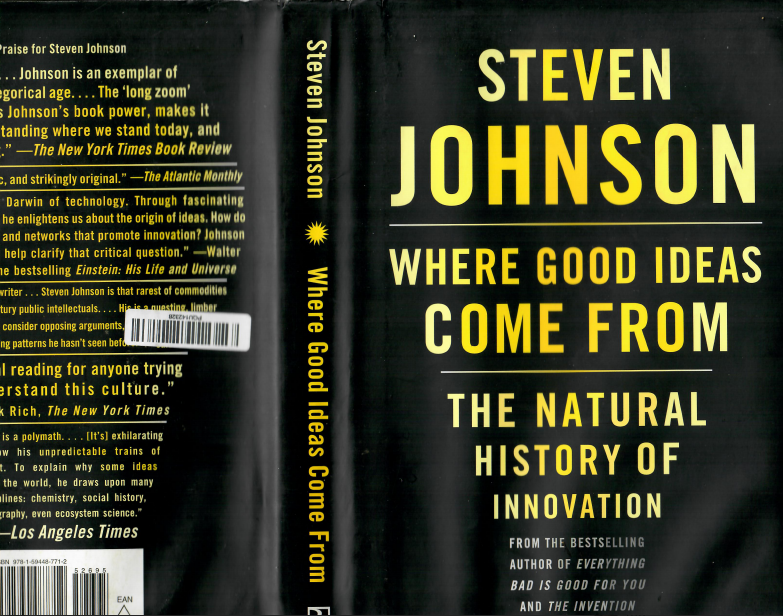 Praise for Steven Johnson
. . . Johnson is an exemplar of
egorical age. . . . The ‘long zoom’
s Johnson’s book power, makes it
tanding where we stand today, and
.” —The New York Times Book Review
c, and strikingly original.” —The Atlantic Monthly
Darwin of technology. Through fascinating
he enlightens us about the origin of ideas. How do
and networks that promote innovation? Johnson
help clarify that critical question.” —Walter
he bestselling Einstein: His Life and Universe
writer . . . Steven Johnson is that rarest of commodities
tury public intellectuals. . . . His is a questing, limber
consider opposing arguments,
ng patterns he hasn’t seen before
al reading for anyone trying
erstand this culture.”
k Rich, The New York Times
is a polymath. . . . [It’s] exhilarating
ow his unpredictable trains of
t. To explain why some ideas
the world, he draws upon many
lines: chemistry, social history,
graphy, even ecosystem science.”
—Los Angeles Times
ISBN 978-1-59448-771-2
52695
EAN
Steven Johnson
Where Good Ideas Come From
STEVEN
JOHNSON
WHERE GOOD IDEAS
COME FROM
THE NATURAL
HISTORY OF
INNOVATION
FROM THE BESTSELLING
AUTHOR OF EVERYTHING
BAD IS GOOD FOR YOU
AND THE INVENTION